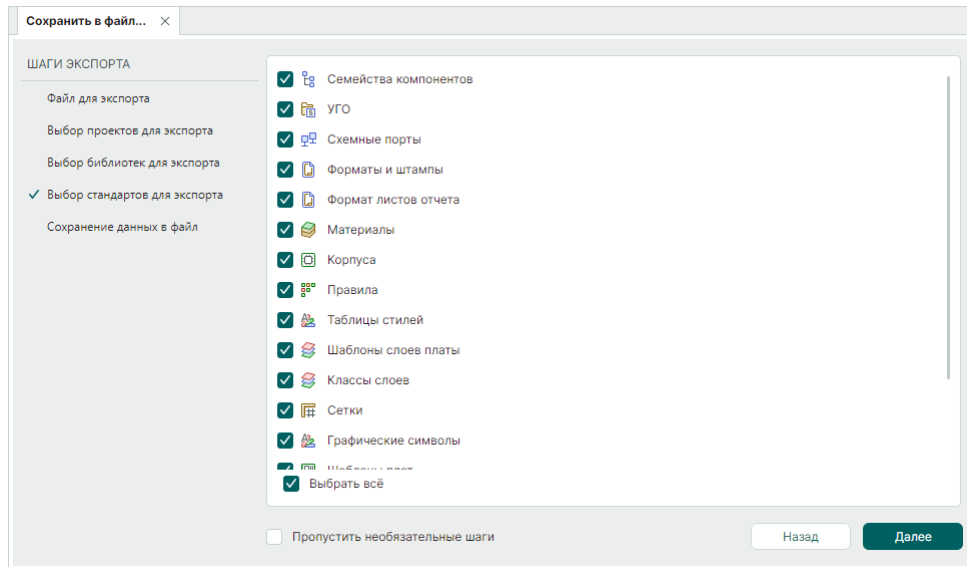 Сохранить в файл...
ШАГИ ЭКСПОРТА
Файл для экспорта
Выбор проектов для экспорта
Выбор библиотек для экспорта
Выбор стандартов для экспорта
Сохранение данных в файл
Семейства компонентов
УГО
Схемные порты
Форматы и штампы
Формат листов отчета
Материалы
Корпуса
Правила
Таблицы стилей
Шаблоны слоев платы
Классы слоев
Сетки
Графические символы
Выбрать всё
Пропустить необязательные шаги
Назад
Далее